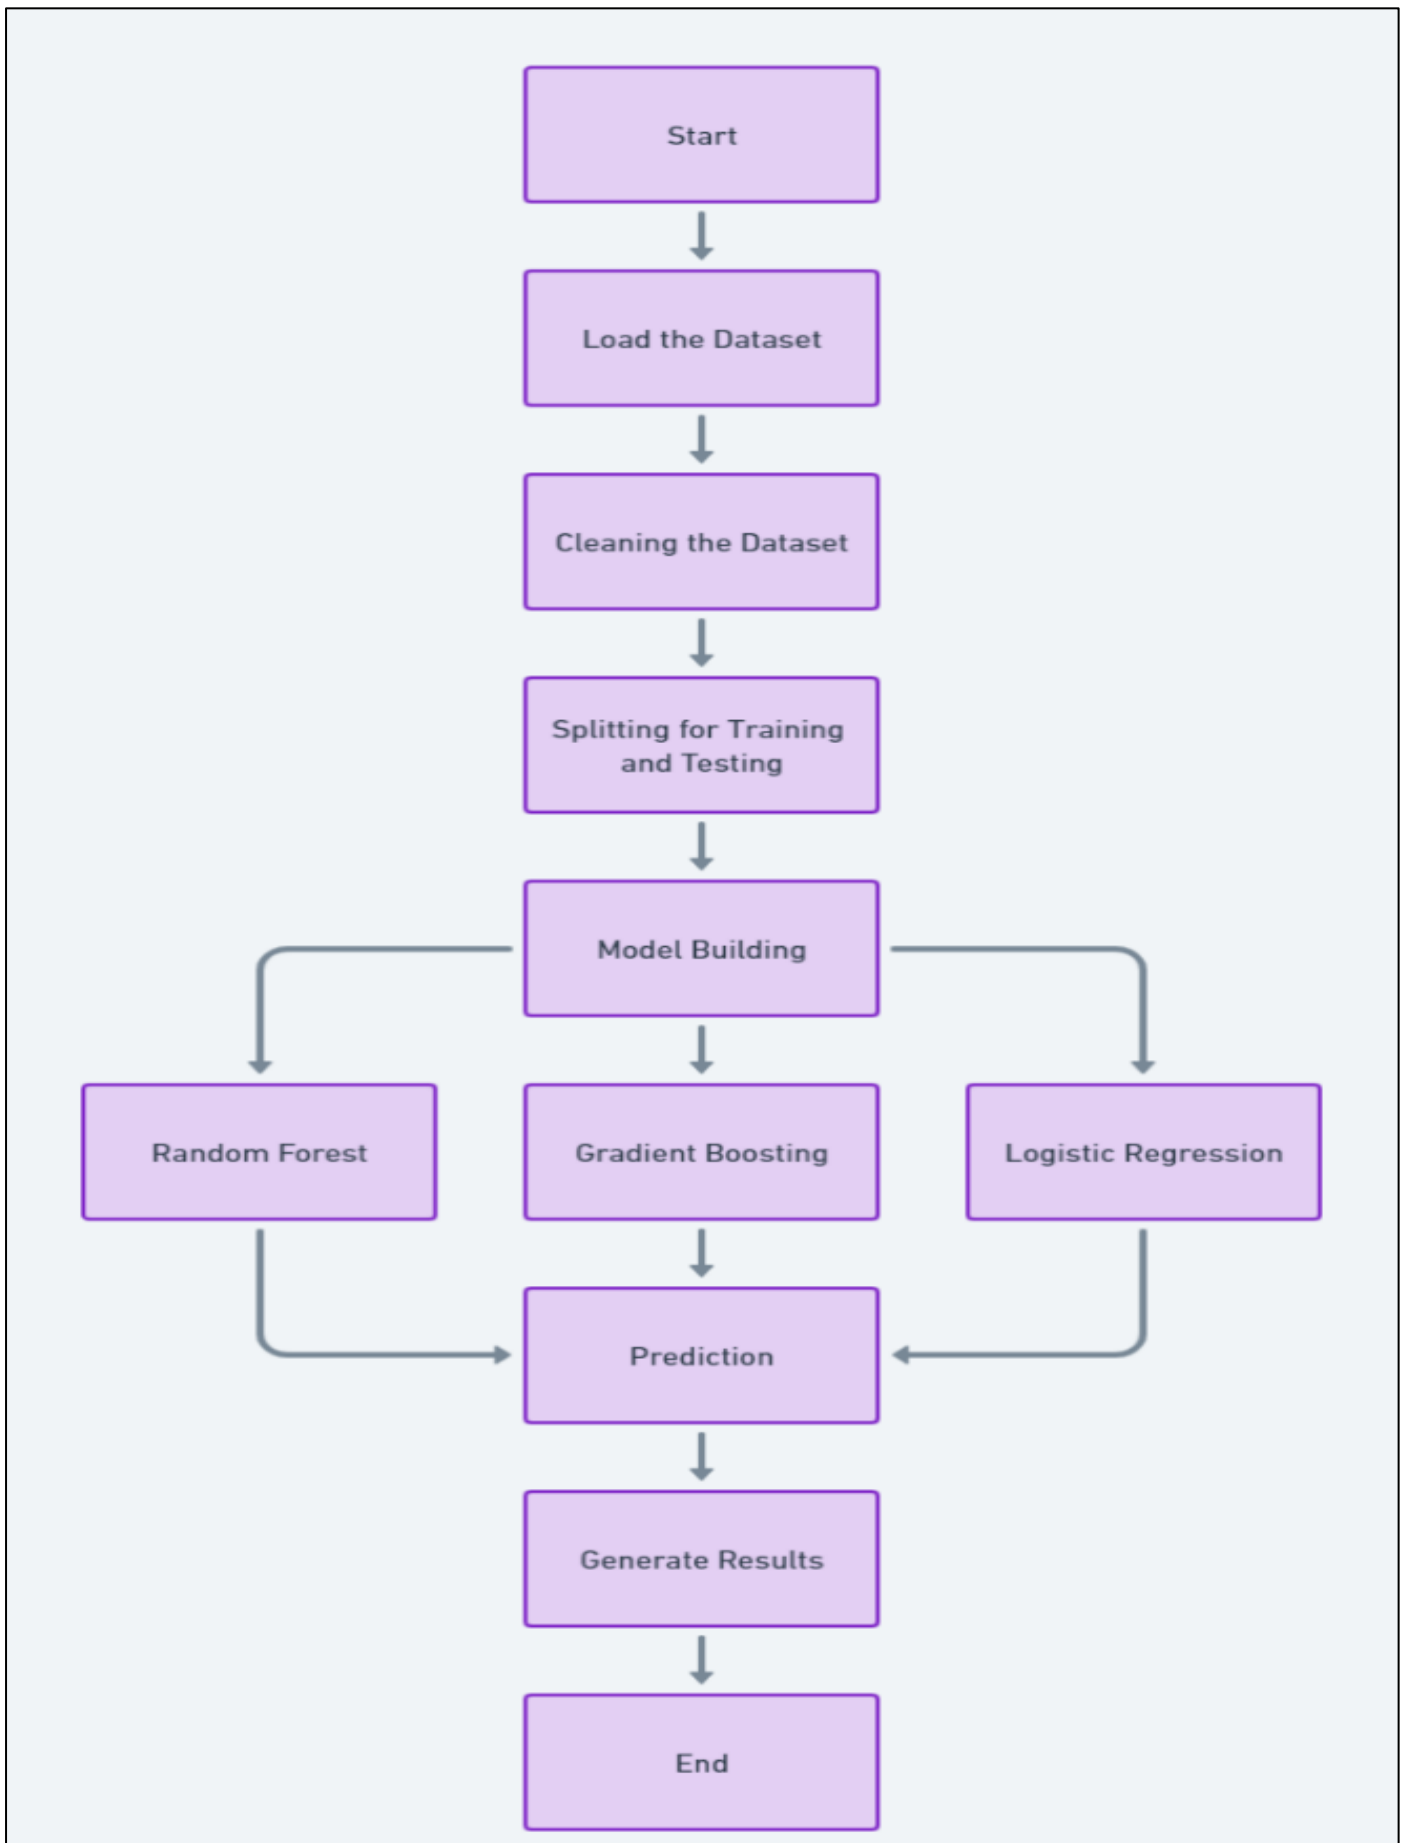 Start
Load the Dataset
Cleaning the Dataset
Splitting for Training
and Testing
Model Building
Random Forest
Gradient Boosting
Logistic Regression
Prediction
Generate Results
End